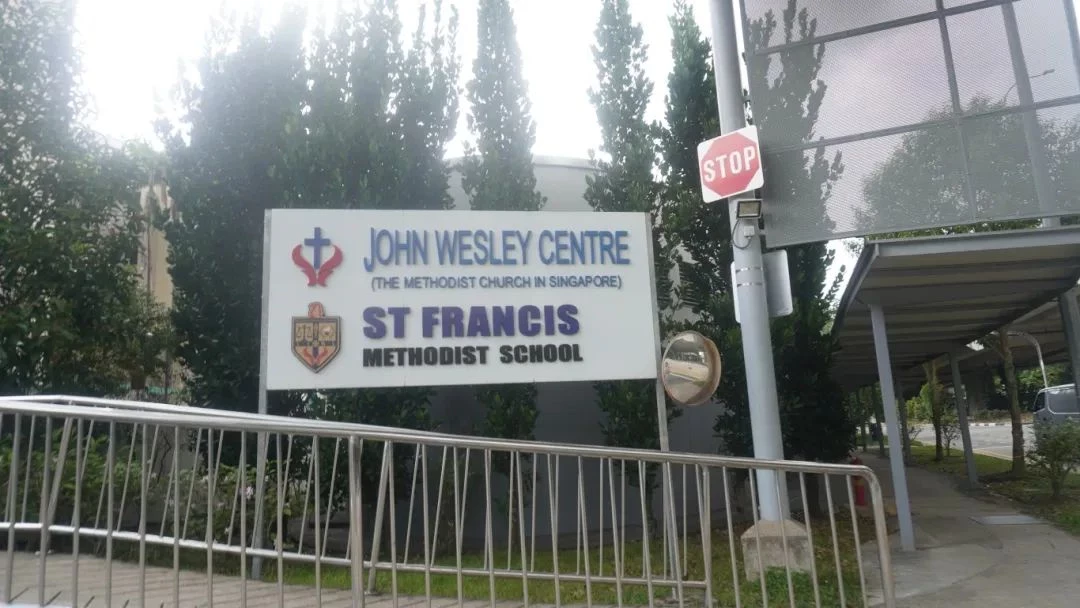 JOHN WESLEY CENTRE
(THE METHODIST CHURCH IN SINGAPORE)
ST FRANCIS
METHODIST SCHOOL
STOP